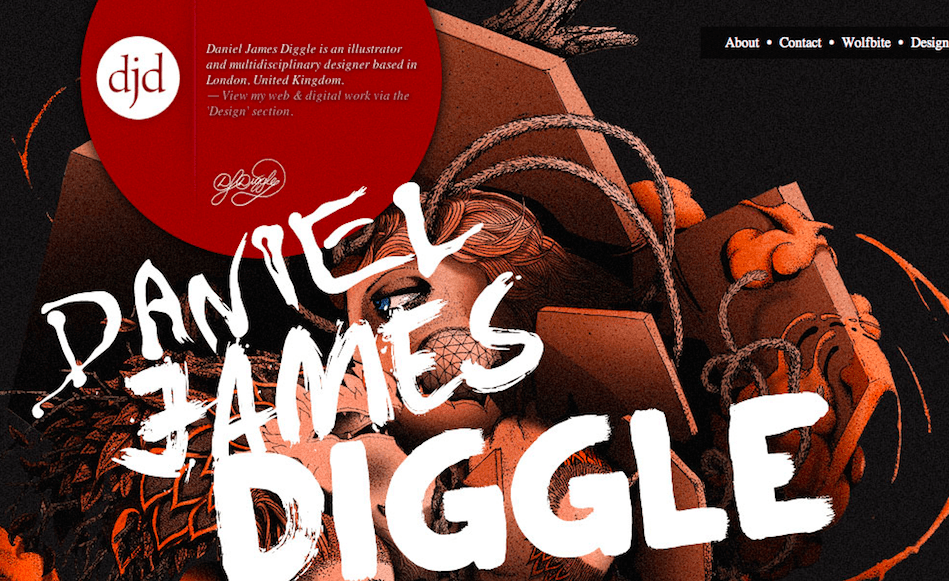 djd
Daniel James Diggle is an illustrator
and multidisciplinary designer based in
London, United Kingdom.
— View my web & digital work via the
'Design' section.
DJDiggle
About • Contact • Wolfbite • Design
DANIEL
JAMES
DIGGLE